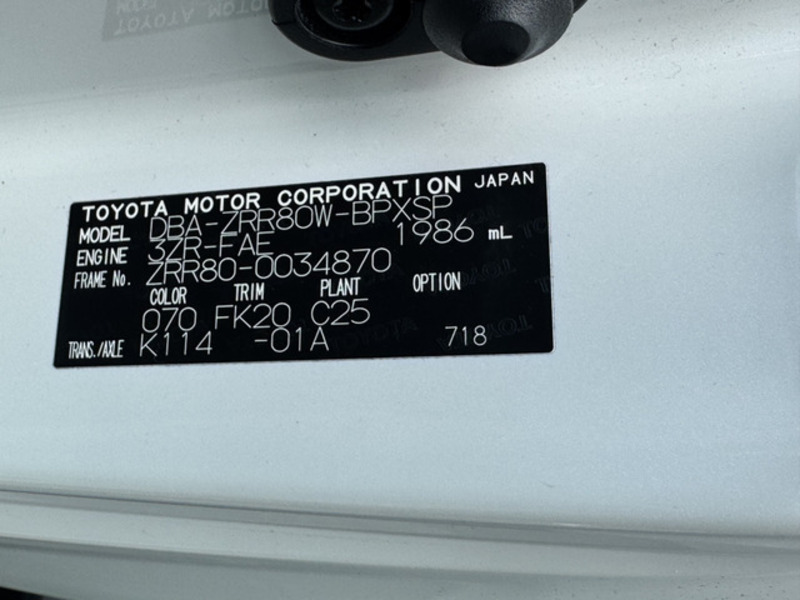 TOYOTA MOTOR CORPORATION JAPAN
MODEL DBA-ZRR80W-BPXSP
ENGINE 3ZR-FAE 1986 mL
FRAME No. ZRR80-0034870
COLOR TRIM PLANT OPTION
070 FK20 C25
TRANS./AXLE K114 -01A 718